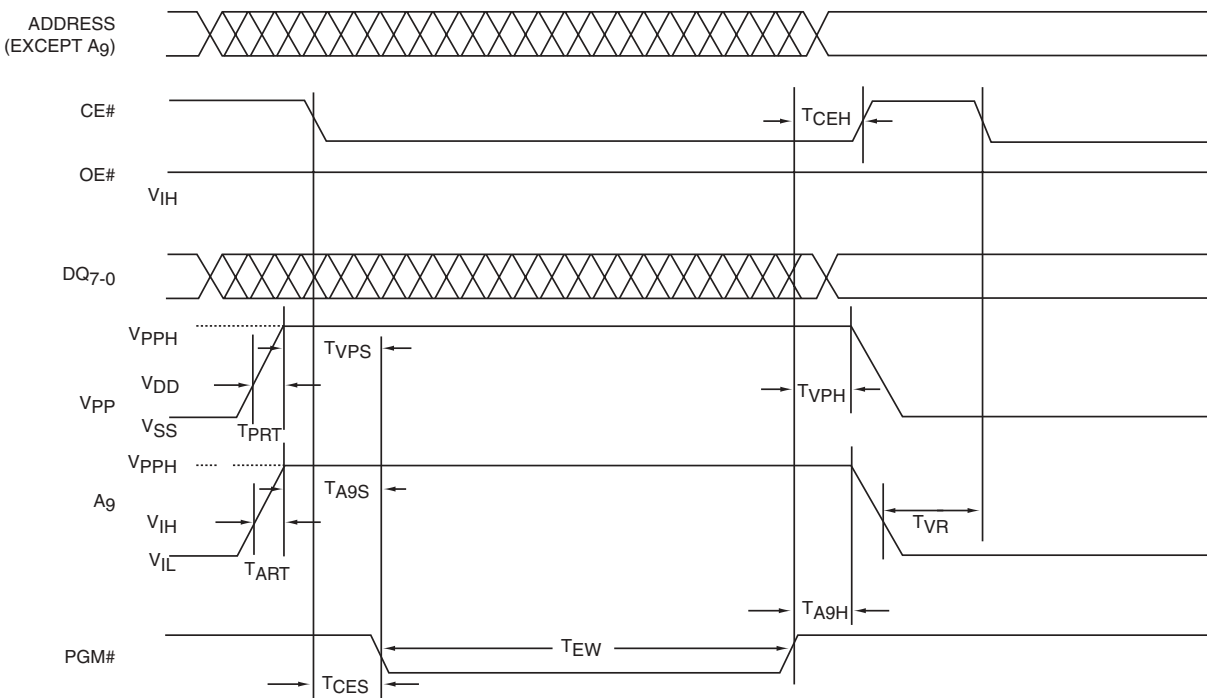 ADDRESS
(EXCEPT A9)
CE#
TCEH
OE#
VIH
DQ7-0
VPPH
TVPS
VDD
VPP
TVPH
VSS
TPRT
VPPH
A9
TA9S
VIH
TVR
VIL
TART
TA9H
PGM#
TEW
TCES